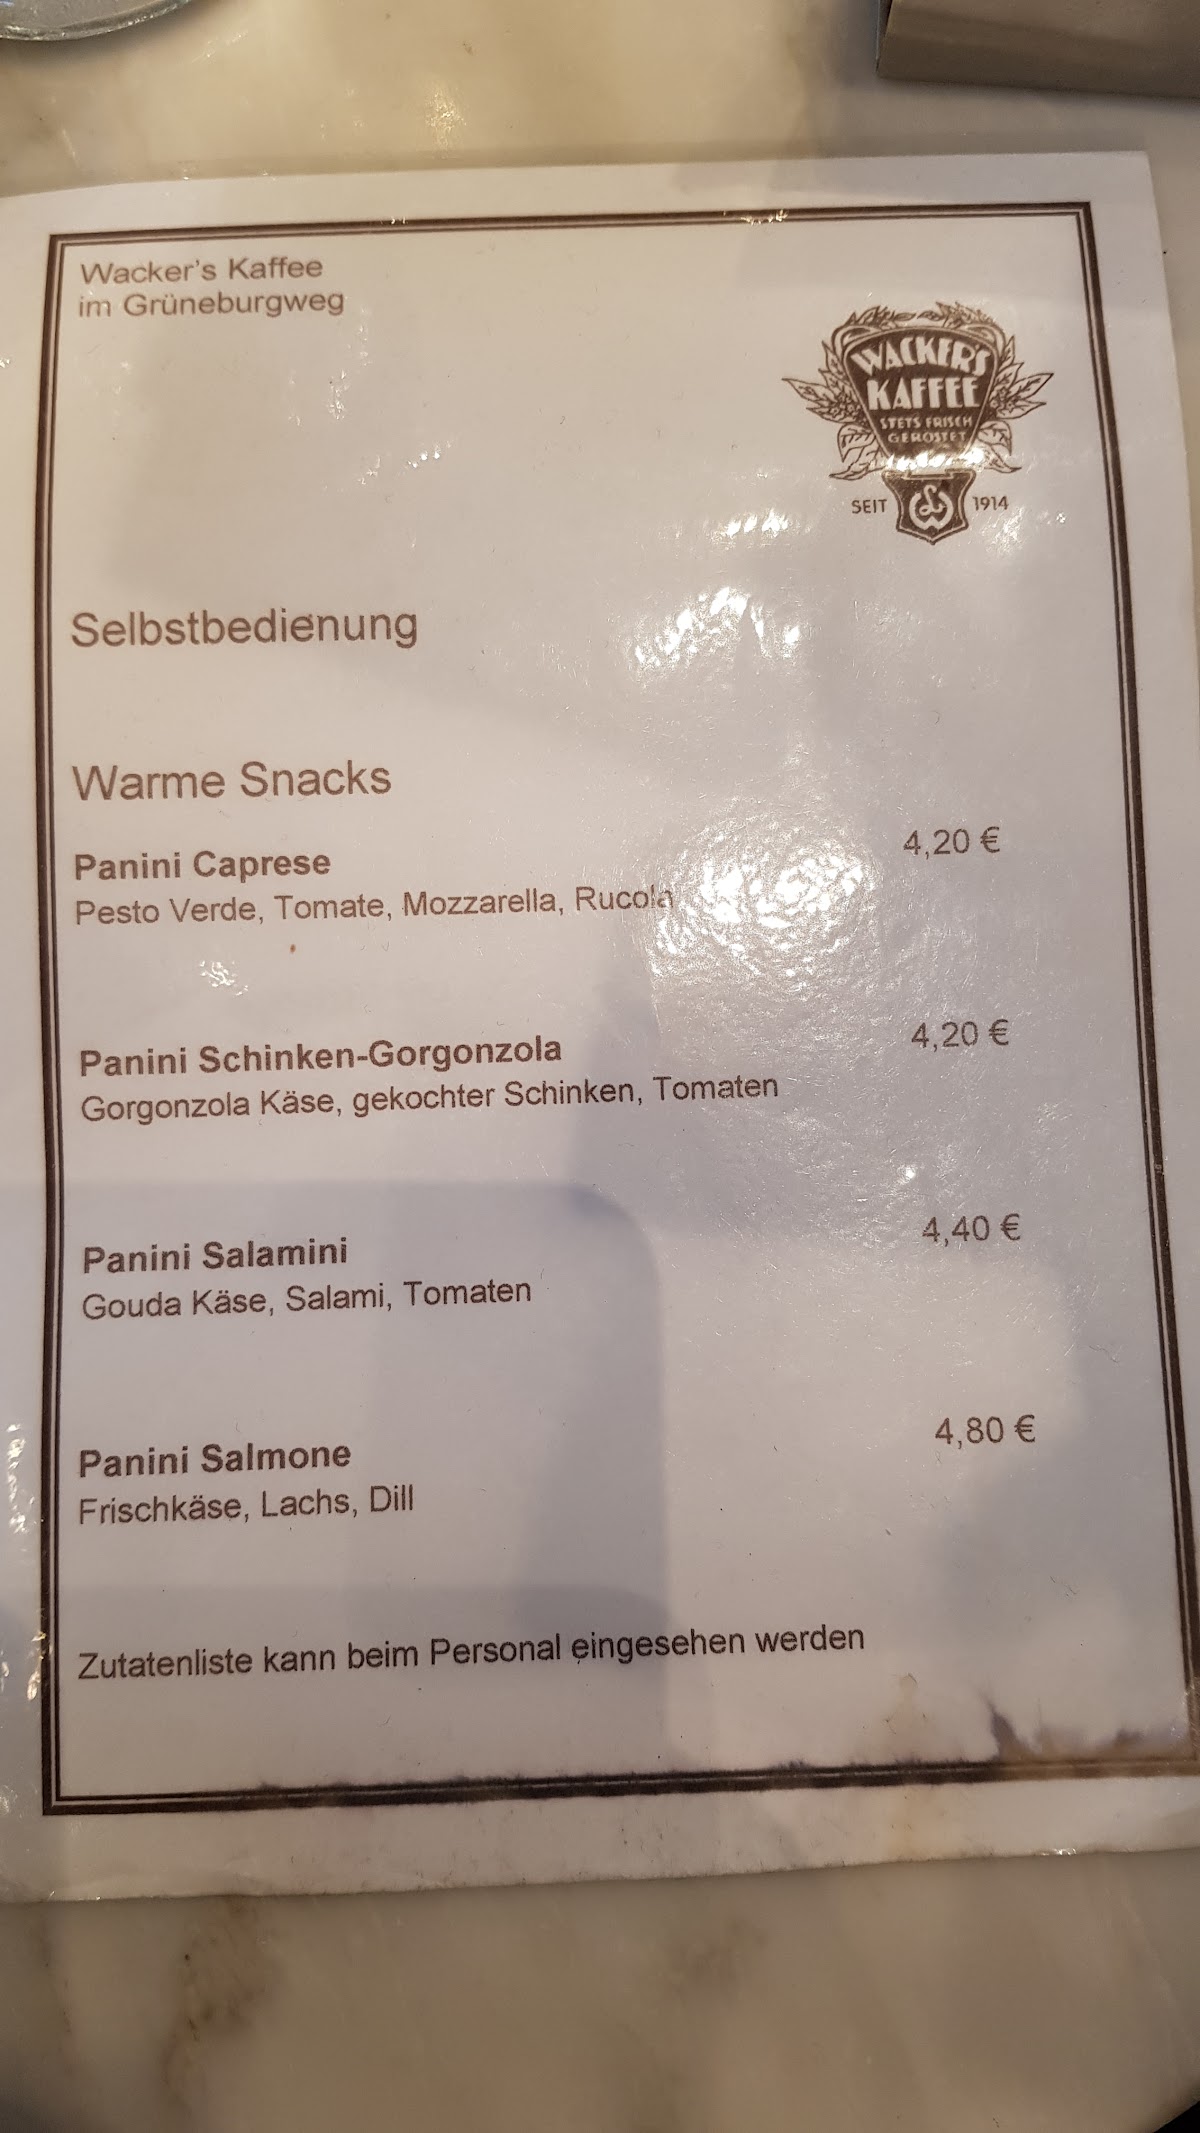 Wacker's Kaffee
im Grüneburgweg
WACKER'S
KAFFEE
STETS FRISCH
GERÖSTET
SEIT 1914
Selbstbedienung
Warme Snacks
Panini Caprese 4,20 €
Pesto Verde, Tomate, Mozzarella, Rucola
Panini Schinken-Gorgonzola 4,20 €
Gorgonzola Käse, gekochter Schinken, Tomaten
Panini Salamini 4,40 €
Gouda Käse, Salami, Tomaten
Panini Salmone 4,80 €
Frischkäse, Lachs, Dill
Zutatenliste kann beim Personal eingesehen werden